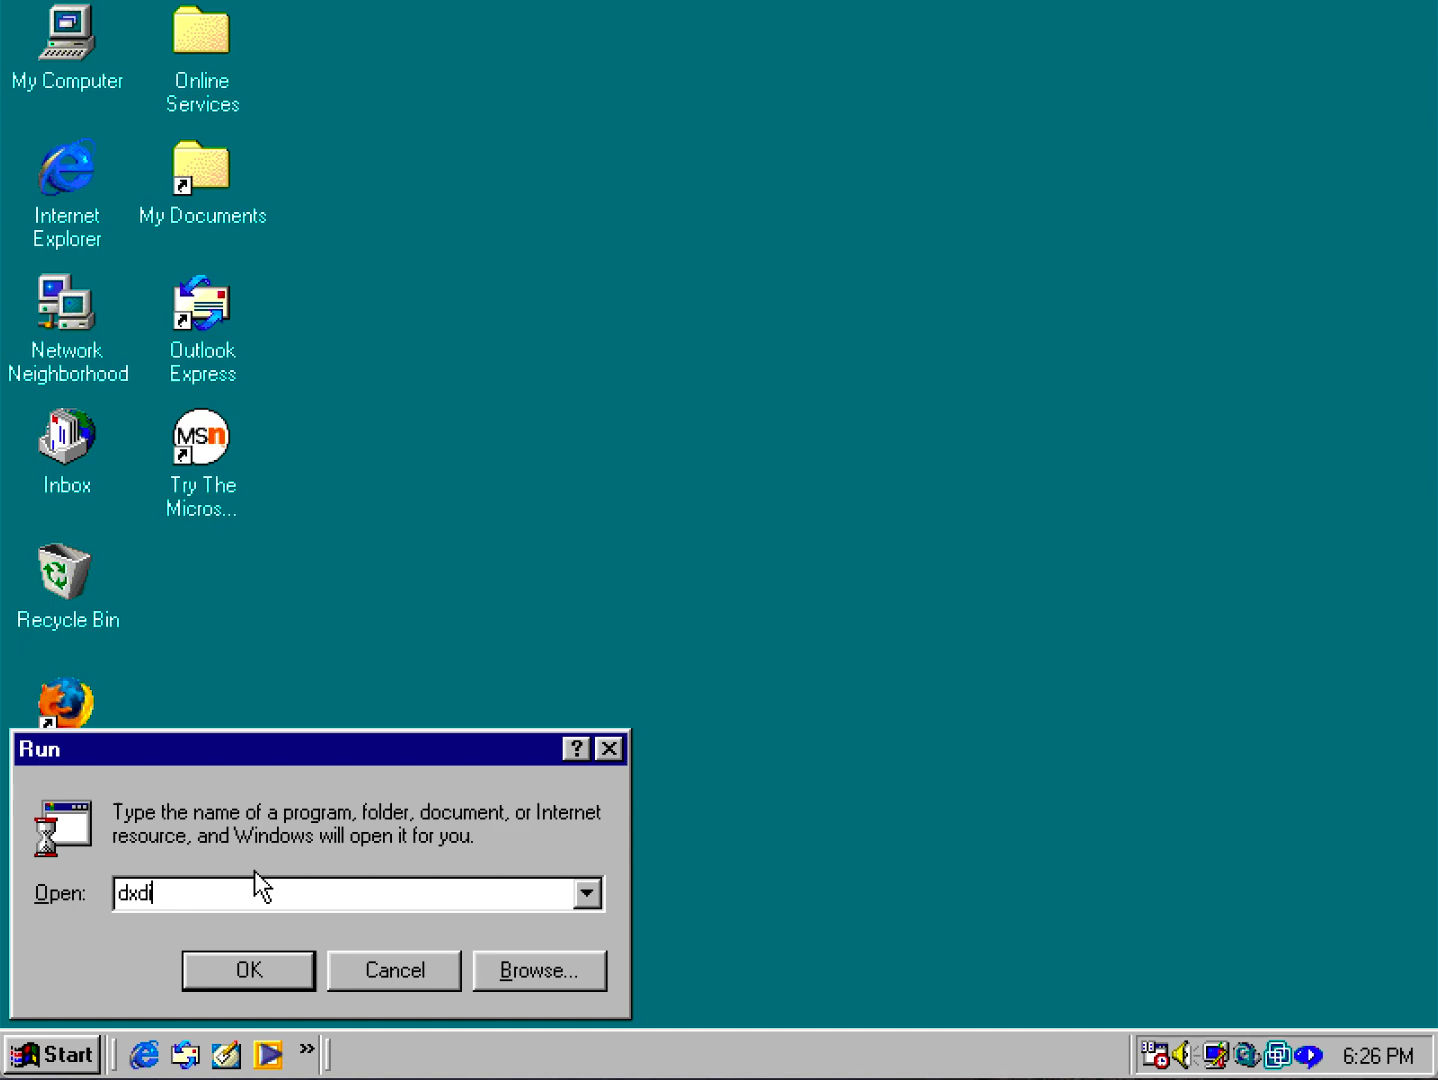 My Computer
Online
Services
Internet
Explorer
My Documents
Network
Neighborhood
Outlook
Express
Inbox
MSn
Try The
Micros...
Recycle Bin
Run
?
Type the name of a program, folder, document, or Internet
resource, and Windows will open it for you.
Open:
dxdi
OK
Cancel
Browse...
Start
»
6:26 PM